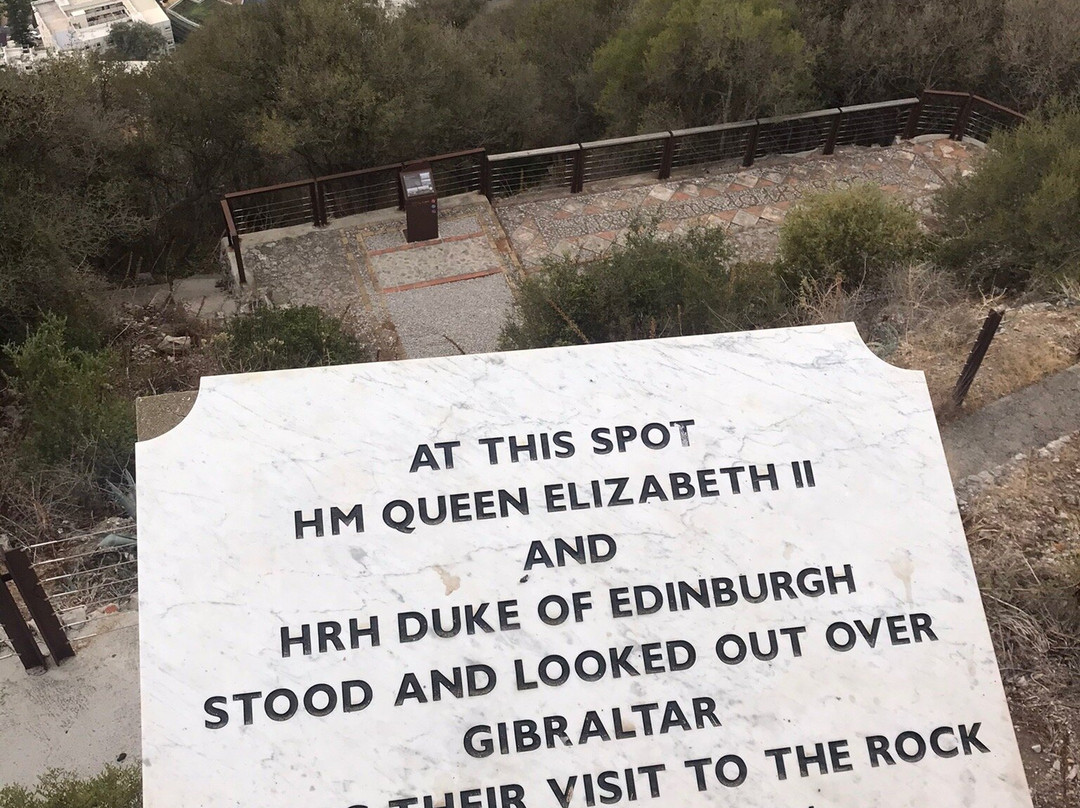 AT THIS SPOT
HM QUEEN ELIZABETH II
AND
HRH DUKE OF EDINBURGH
STOOD AND LOOKED OUT OVER
GIBRALTAR
THEIR VISIT TO THE ROCK